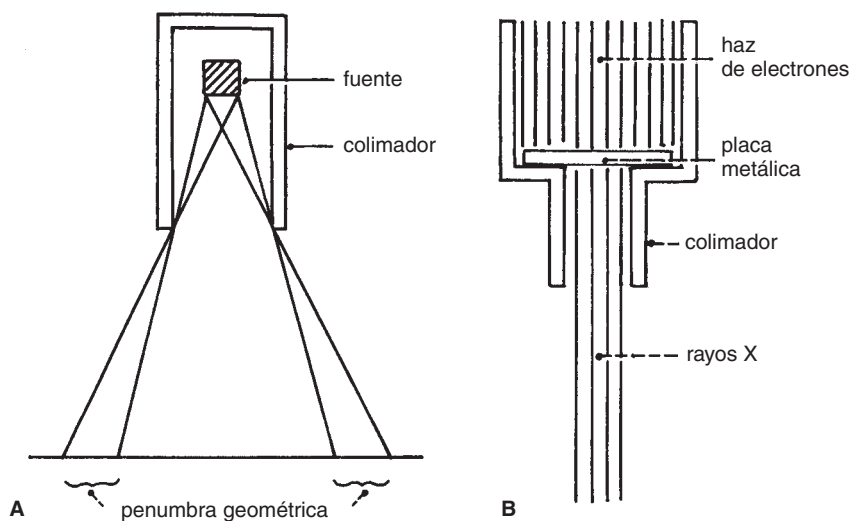 fuente
colimador
A
penumbra geométrica
haz
de electrones
placa
metálica
colimador
rayos X
B